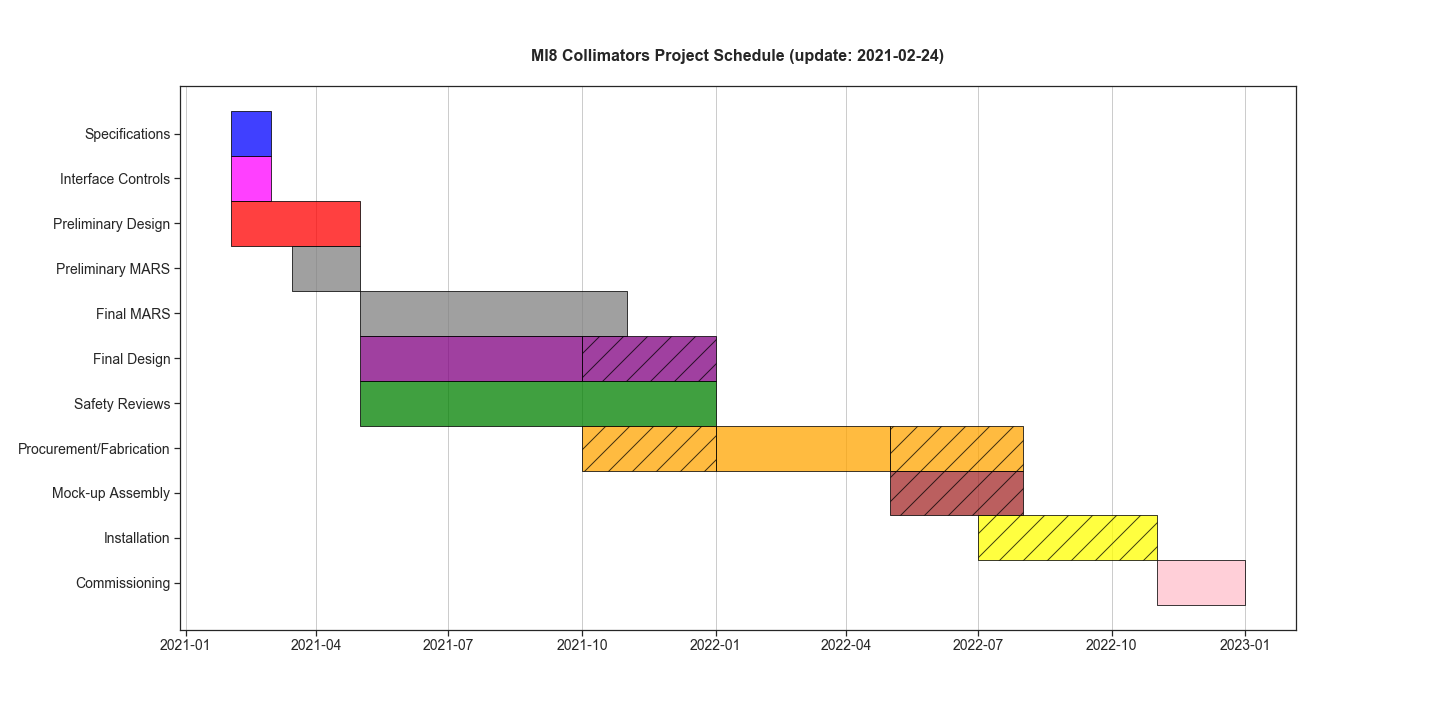 MI8 Collimators Project Schedule (update: 2021-02-24)
Specifications
Interface Controls
Preliminary Design
Preliminary MARS
Final MARS
Final Design
Safety Reviews
Procurement/Fabrication
Mock-up Assembly
Installation
Commissioning
2021-01 2021-04 2021-07 2021-10 2022-01 2022-04 2022-07 2022-10 2023-01